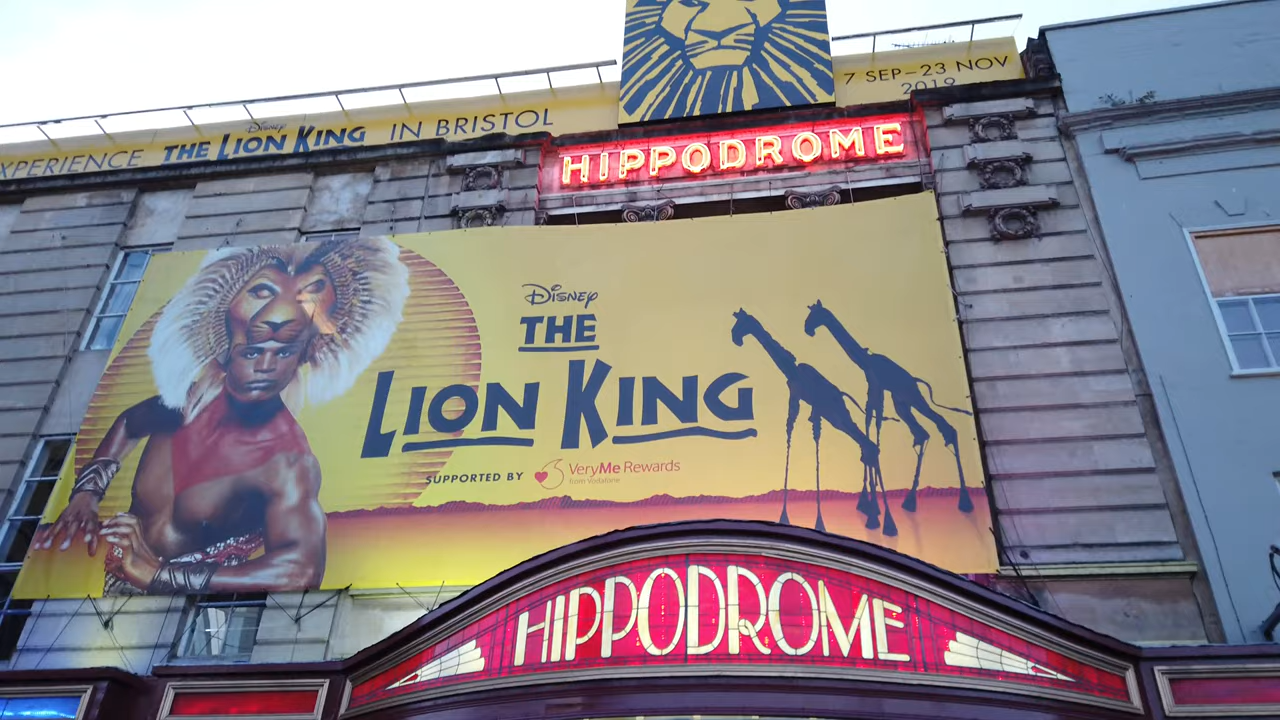 XPERIENCE Disney THE LION KING IN BRISTOL
7 SEP–23 NOV
2019
HIPPODROME
Disney
THE
LION KING
SUPPORTED BY VeryMe Rewards
from Vodafone
HIPPODROME